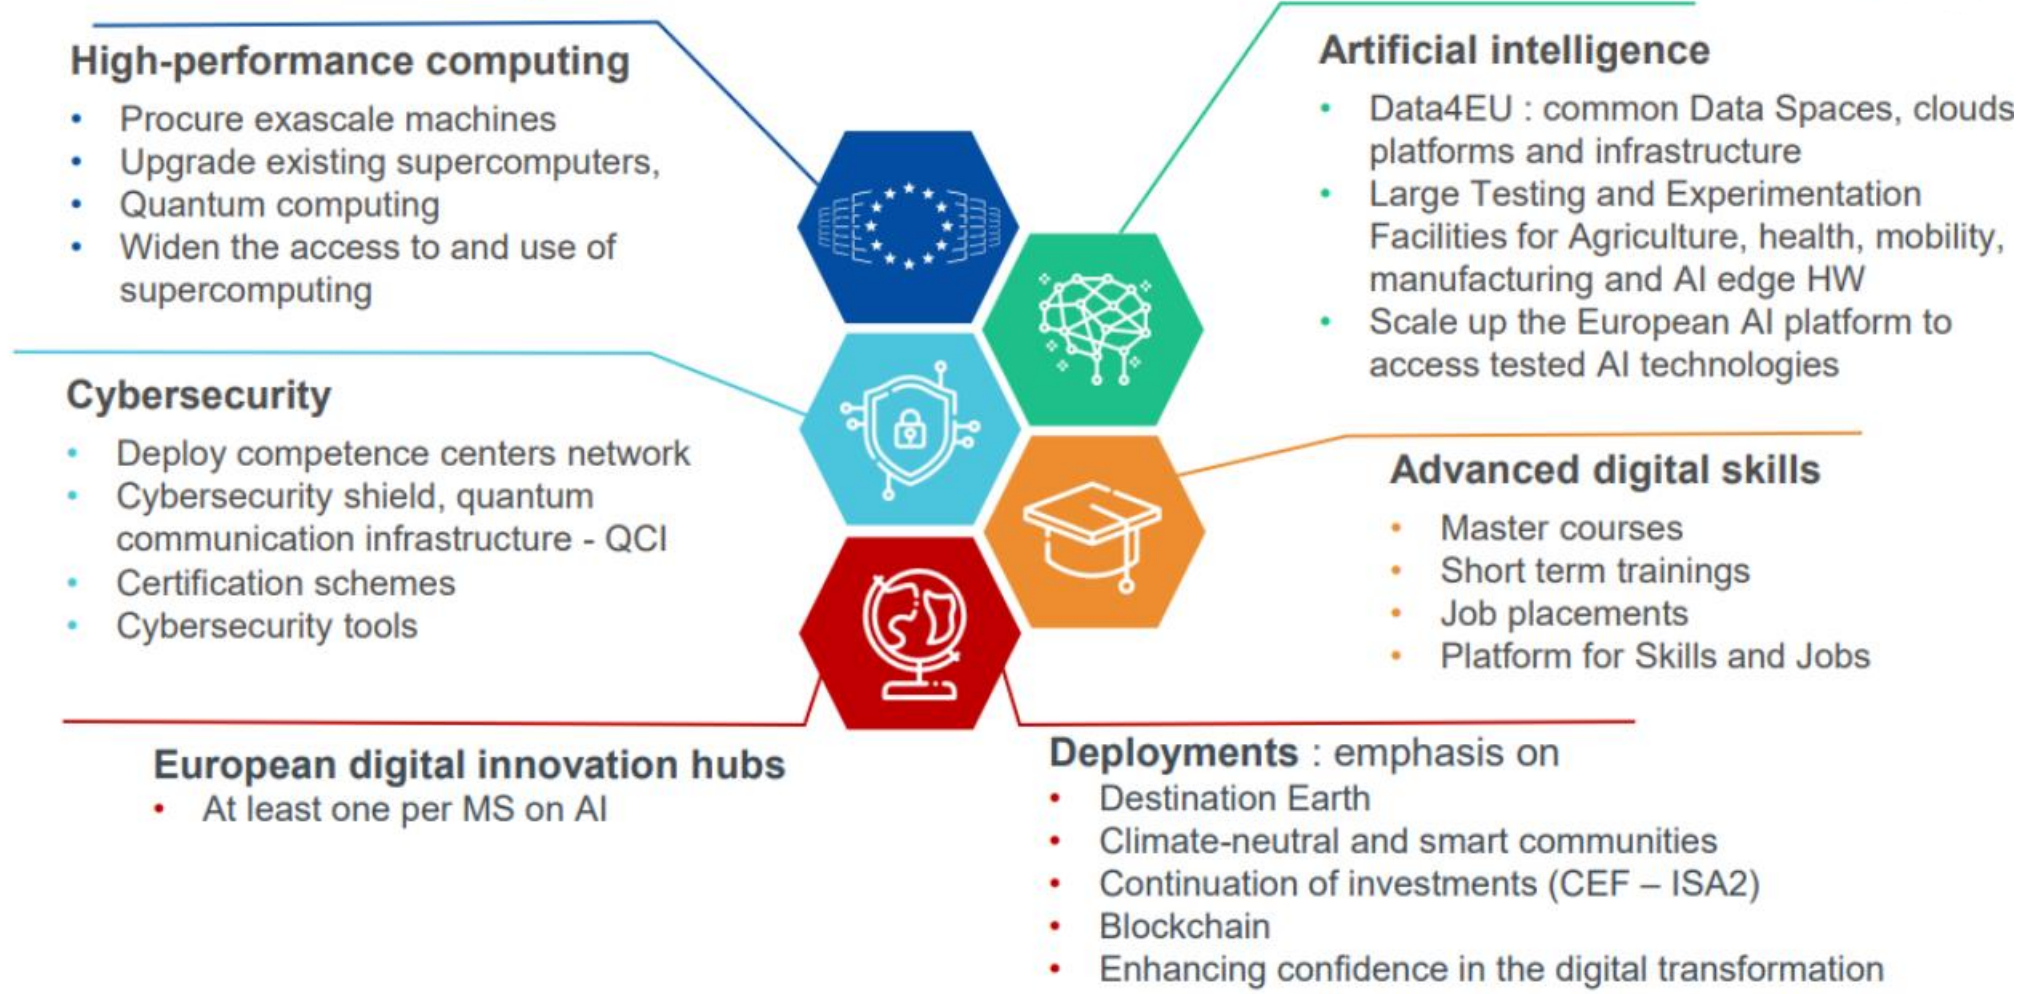 High-performance computing
• Procure exascale machines
• Upgrade existing supercomputers,
• Quantum computing
• Widen the access to and use of
supercomputing
Artificial intelligence
• Data4EU : common Data Spaces, clouds
platforms and infrastructure
• Large Testing and Experimentation
Facilities for Agriculture, health, mobility,
manufacturing and AI edge HW
• Scale up the European AI platform to
access tested AI technologies
Cybersecurity
• Deploy competence centers network
• Cybersecurity shield, quantum
communication infrastructure - QCI
• Certification schemes
• Cybersecurity tools
Advanced digital skills
• Master courses
• Short term trainings
• Job placements
• Platform for Skills and Jobs
European digital innovation hubs
• At least one per MS on AI
Deployments : emphasis on
• Destination Earth
• Climate-neutral and smart communities
• Continuation of investments (CEF – ISA2)
• Blockchain
• Enhancing confidence in the digital transformation